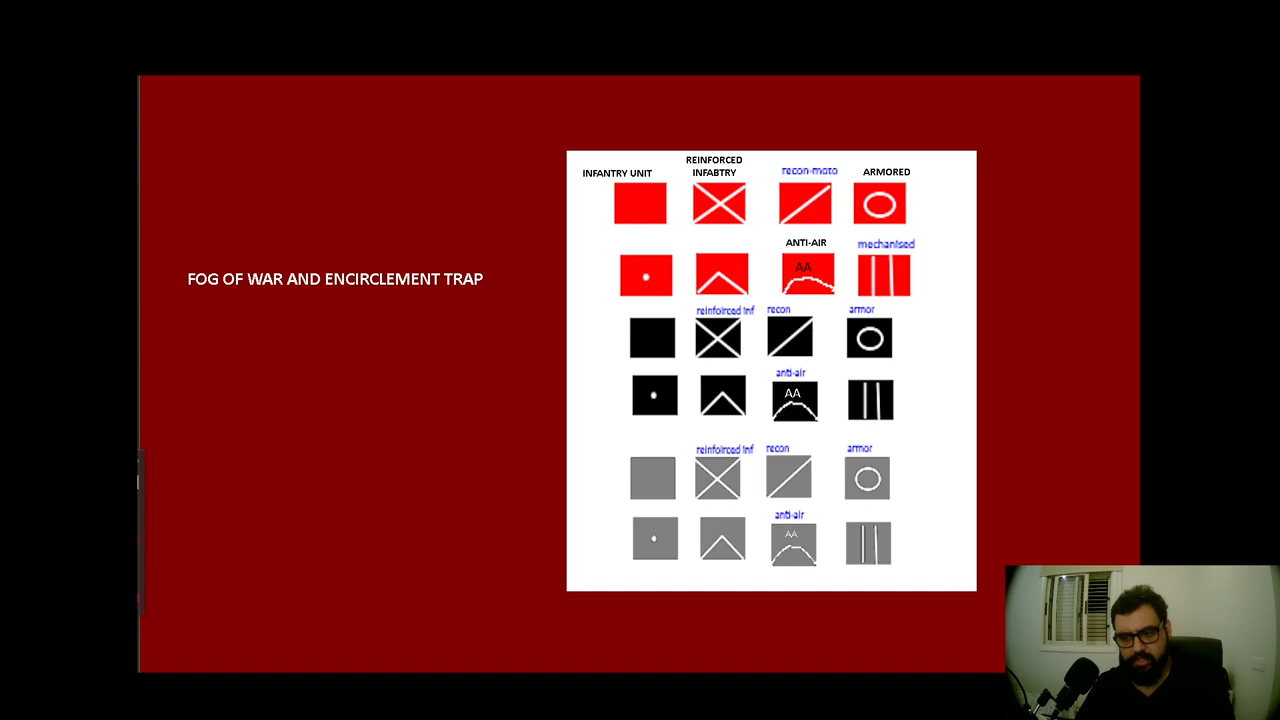 REINFORCED
INFANTRY UNIT INFABTRY recon-moto ARMORED
ANTI-AIR mechanised
AA
FOG OF WAR AND ENCIRCLEMENT TRAP
reinfoirced inf recon armor
anti-air
AA
reinfoirced inf recon armor
anti-air
AA